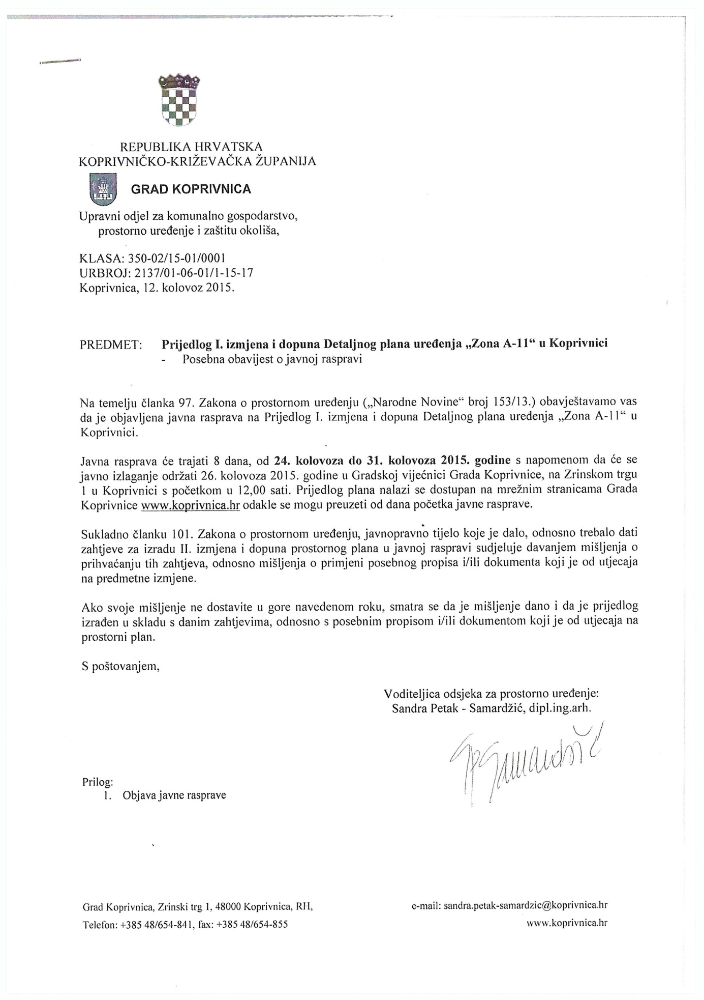 REPUBLIKA HRVATSKA
KOPRIVNIČKO-KRIŽEVAČKA ŽUPANIJA
GRAD KOPRIVNICA
Upravni odjel za komunalno gospodarstvo,
prostorno uređenje i zaštitu okoliša,
KLASA: 350-02/15-01/0001
URBROJ: 2137/01-06-01/1-15-17
Koprivnica, 12. kolovoz 2015.
PREDMET: Prijedlog I. izmjena i dopuna Detaljnog plana uređenja „Zona A-11“ u Koprivnici
- Posebna obavijest o javnoj raspravi
Na temelju članka 97. Zakona o prostornom uređenju („Narodne Novine“ broj 153/13.) obavještavamo vas
da je objavljena javna rasprava na Prijedlog I. izmjena i dopuna Detaljnog plana uređenja „Zona A-11“ u
Koprivnici.
Javna rasprava će trajati 8 dana, od 24. kolovoza do 31. kolovoza 2015. godine s napomenom da će se
javno izlaganje održati 26. kolovoza 2015. godine u Gradskoj vijećnici Grada Koprivnice, na Zrinskom trgu
1 u Koprivnici s početkom u 12,00 sati. Prijedlog plana nalazi se dostupan na mrežnim stranicama Grada
Koprivnice www.koprivnica.hr odakle se mogu preuzeti od dana početka javne rasprave.
Sukladno članku 101. Zakona o prostornom uređenju, javnopravno tijelo koje je dalo, odnosno trebalo dati
zahtjeve za izradu II. izmjena i dopuna prostornog plana u javnoj raspravi sudjeluje davanjem mišljenja o
prihvaćanju tih zahtjeva, odnosno mišljenja o primjeni posebnog propisa i/ili dokumenta koji je od utjecaja
na predmetne izmjene.
Ako svoje mišljenje ne dostavite u gore navedenom roku, smatra se da je mišljenje dano i da je prijedlog
izrađen u skladu s danim zahtjevima, odnosno s posebnim propisom i/ili dokumentom koji je od utjecaja na
prostorni plan.
S poštovanjem,
Voditeljica odsjeka za prostorno uređenje:
Sandra Petak - Samardžić, dipl.ing.arh.
Prilog:
1. Objava javne rasprave
Grad Koprivnica, Zrinski trg 1, 48000 Koprivnica, RH,
Telefon: +385 48/654-841, fax: +385 48/654-855
e-mail: sandra.petak-samardzic@koprivnica.hr
www.koprivnica.hr